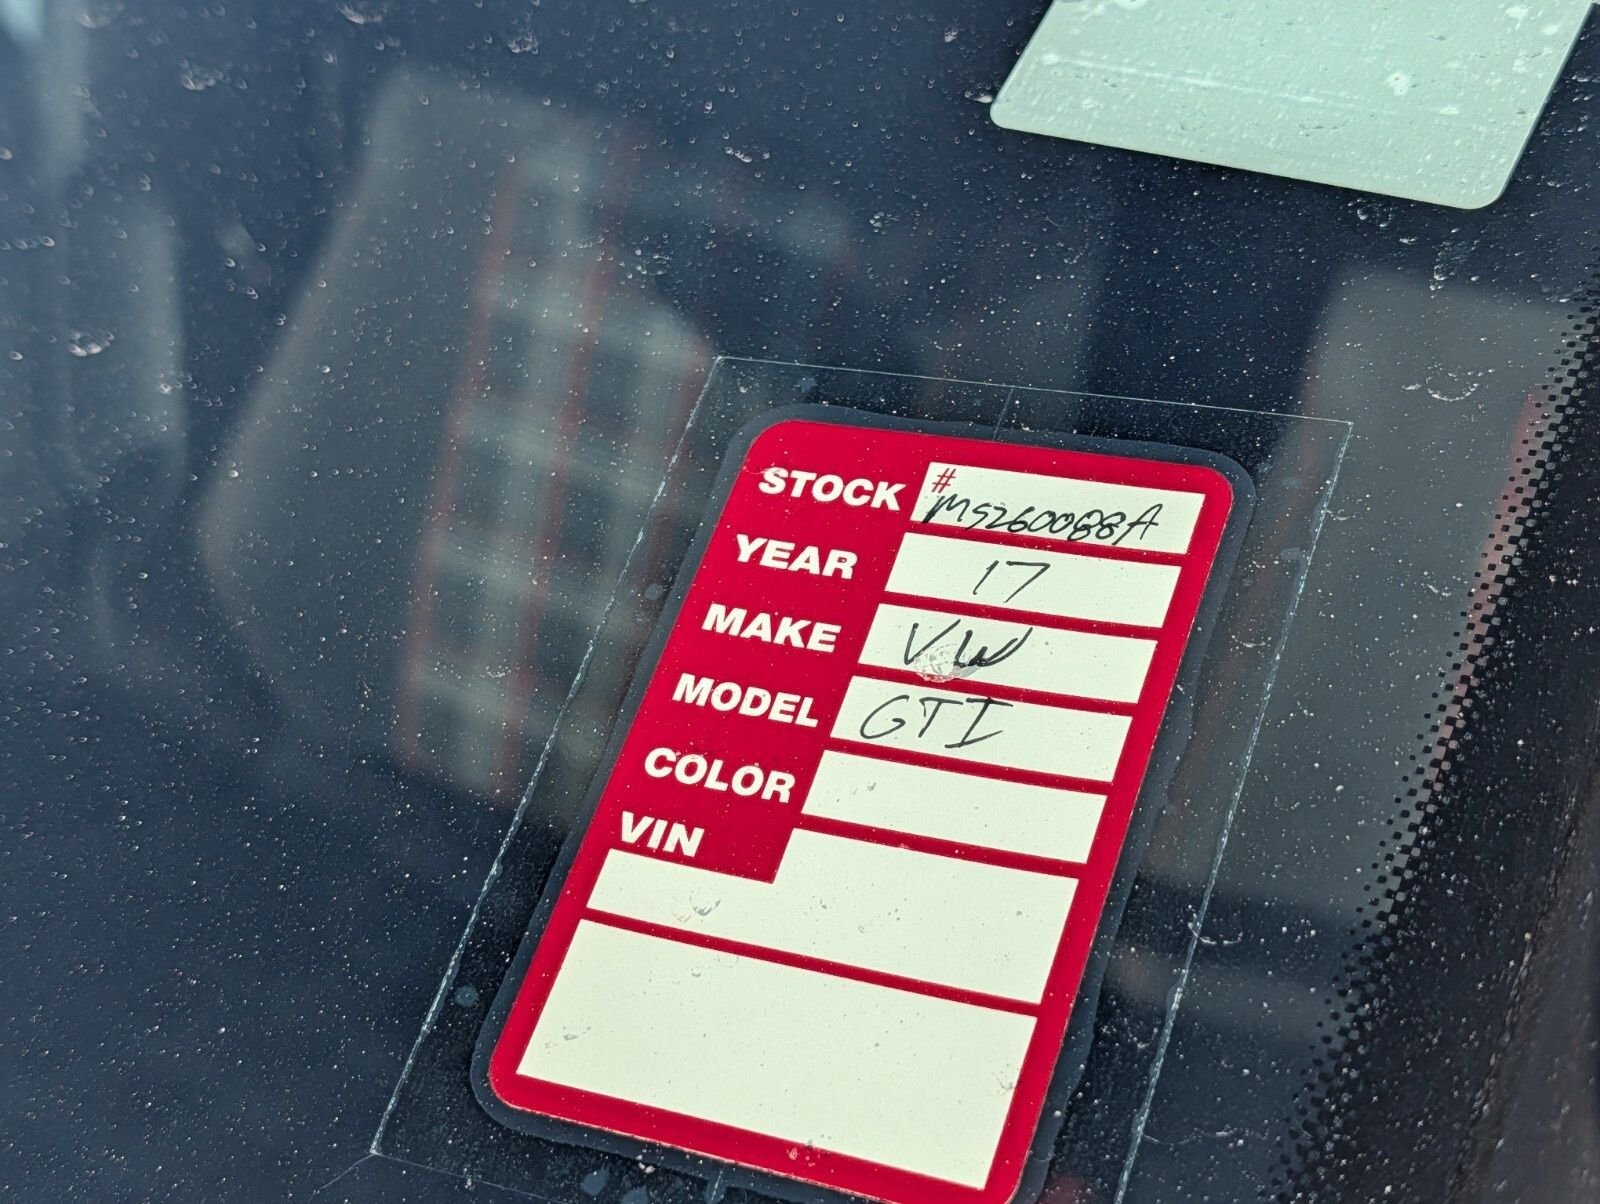 STOCK # MS260088A
YEAR 17
MAKE VW
MODEL GTI
COLOR
VIN